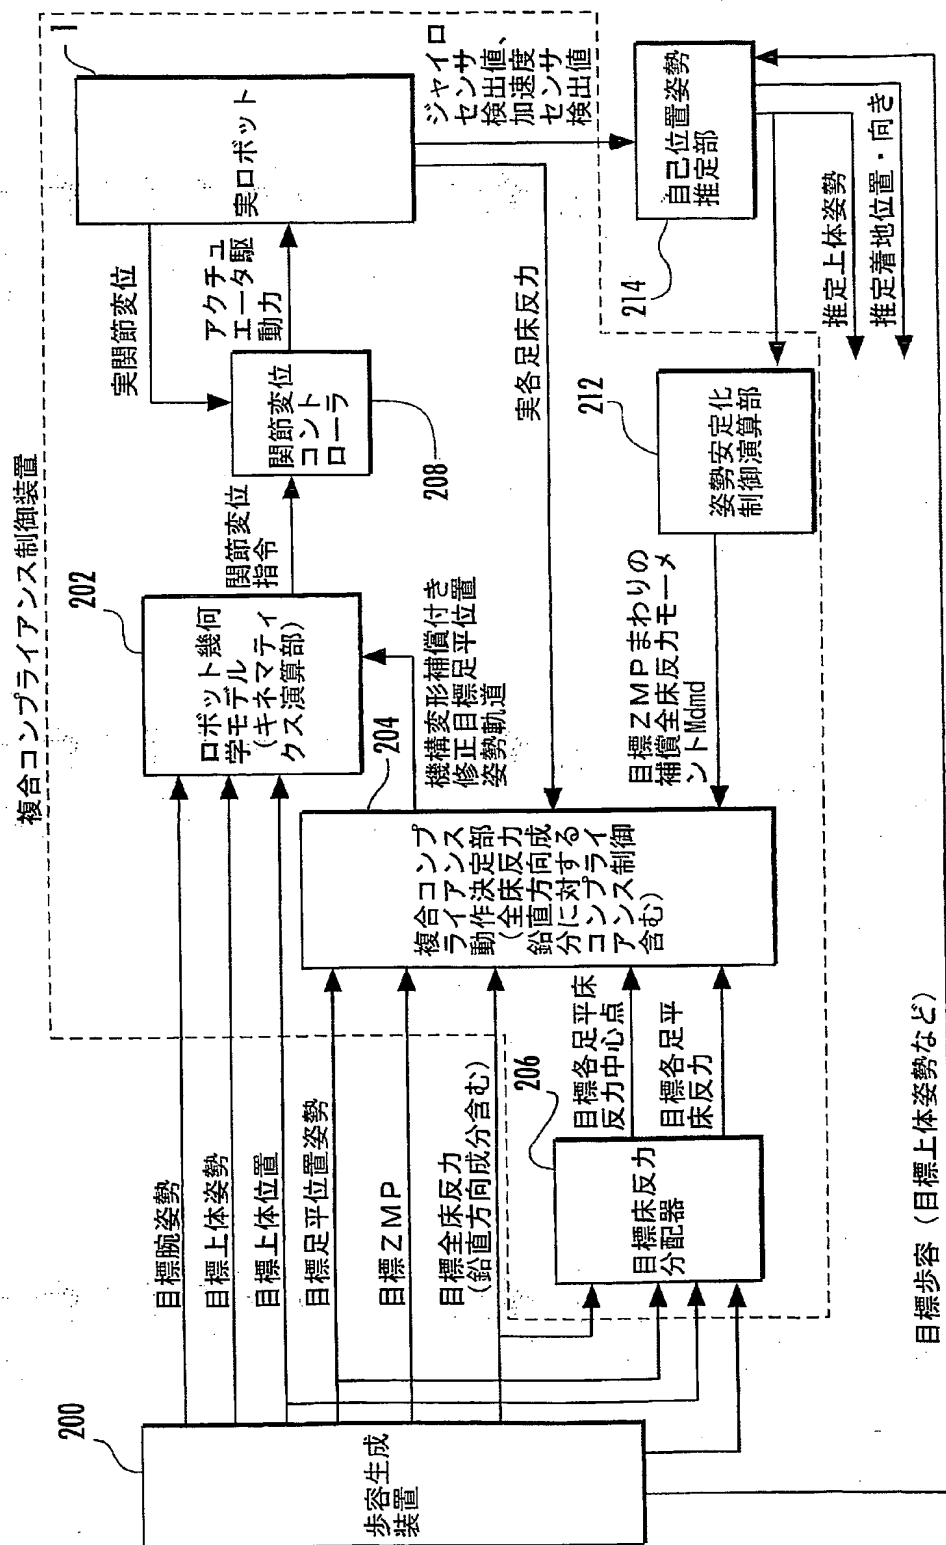 複合コンプライアンス制御装置
200
歩容生成
装置
目標腕姿勢
目標上体姿勢
目標上体位置
目標足平位置姿勢
目標ZMP
目標全床反力
(鉛直方向成分含む)
206
目標床反力
分配器
目標各足平床
反力中心点
目標各足平
床反力
202
ロボット幾何
学モデル
(キネマティ
クス演算部)
204
複合コンプ
ライアンス
動作決定部
(全床反力
鉛直方向成
分に対する
コンプライ
アンス制御
含む)
機構変形補償付き
修正目標足平位置
姿勢軌道
関節変位
指令
関節変位
コント
ローラ
208
実関節変位
アクチュ
エータ駆
動力
1
実ロボット
ジャイロ
センサ
検出値、
加速度
センサ
検出値
実各足床反力
目標ZMPまわりの
補償全床反力モーメ
ントMdmd
212
姿勢安定化
制御演算部
214
自己位置姿勢
推定部
推定上体姿勢
推定着地位置・向き
目標歩容(目標上体姿勢など)